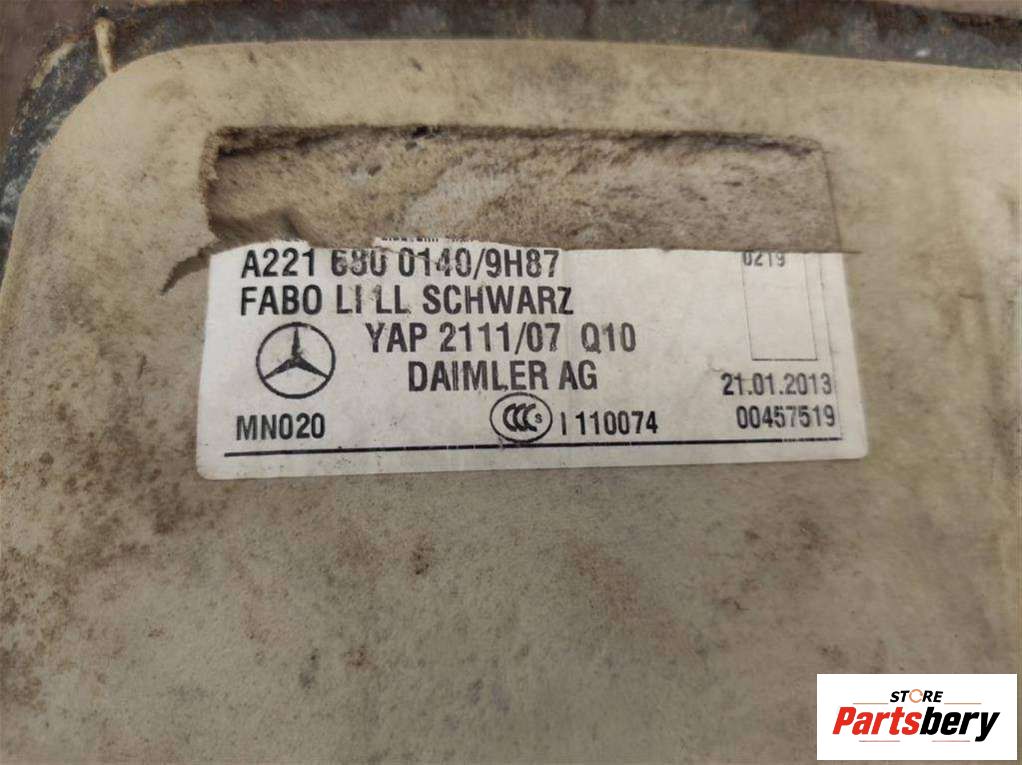 A221 680 0140/9H87
0219
FABO LI LL SCHWARZ
YAP 2111/07 Q10
DAIMLER AG
21.01.2013
MN020
CCC S
I 110074
00457519
STORE
Partsbery